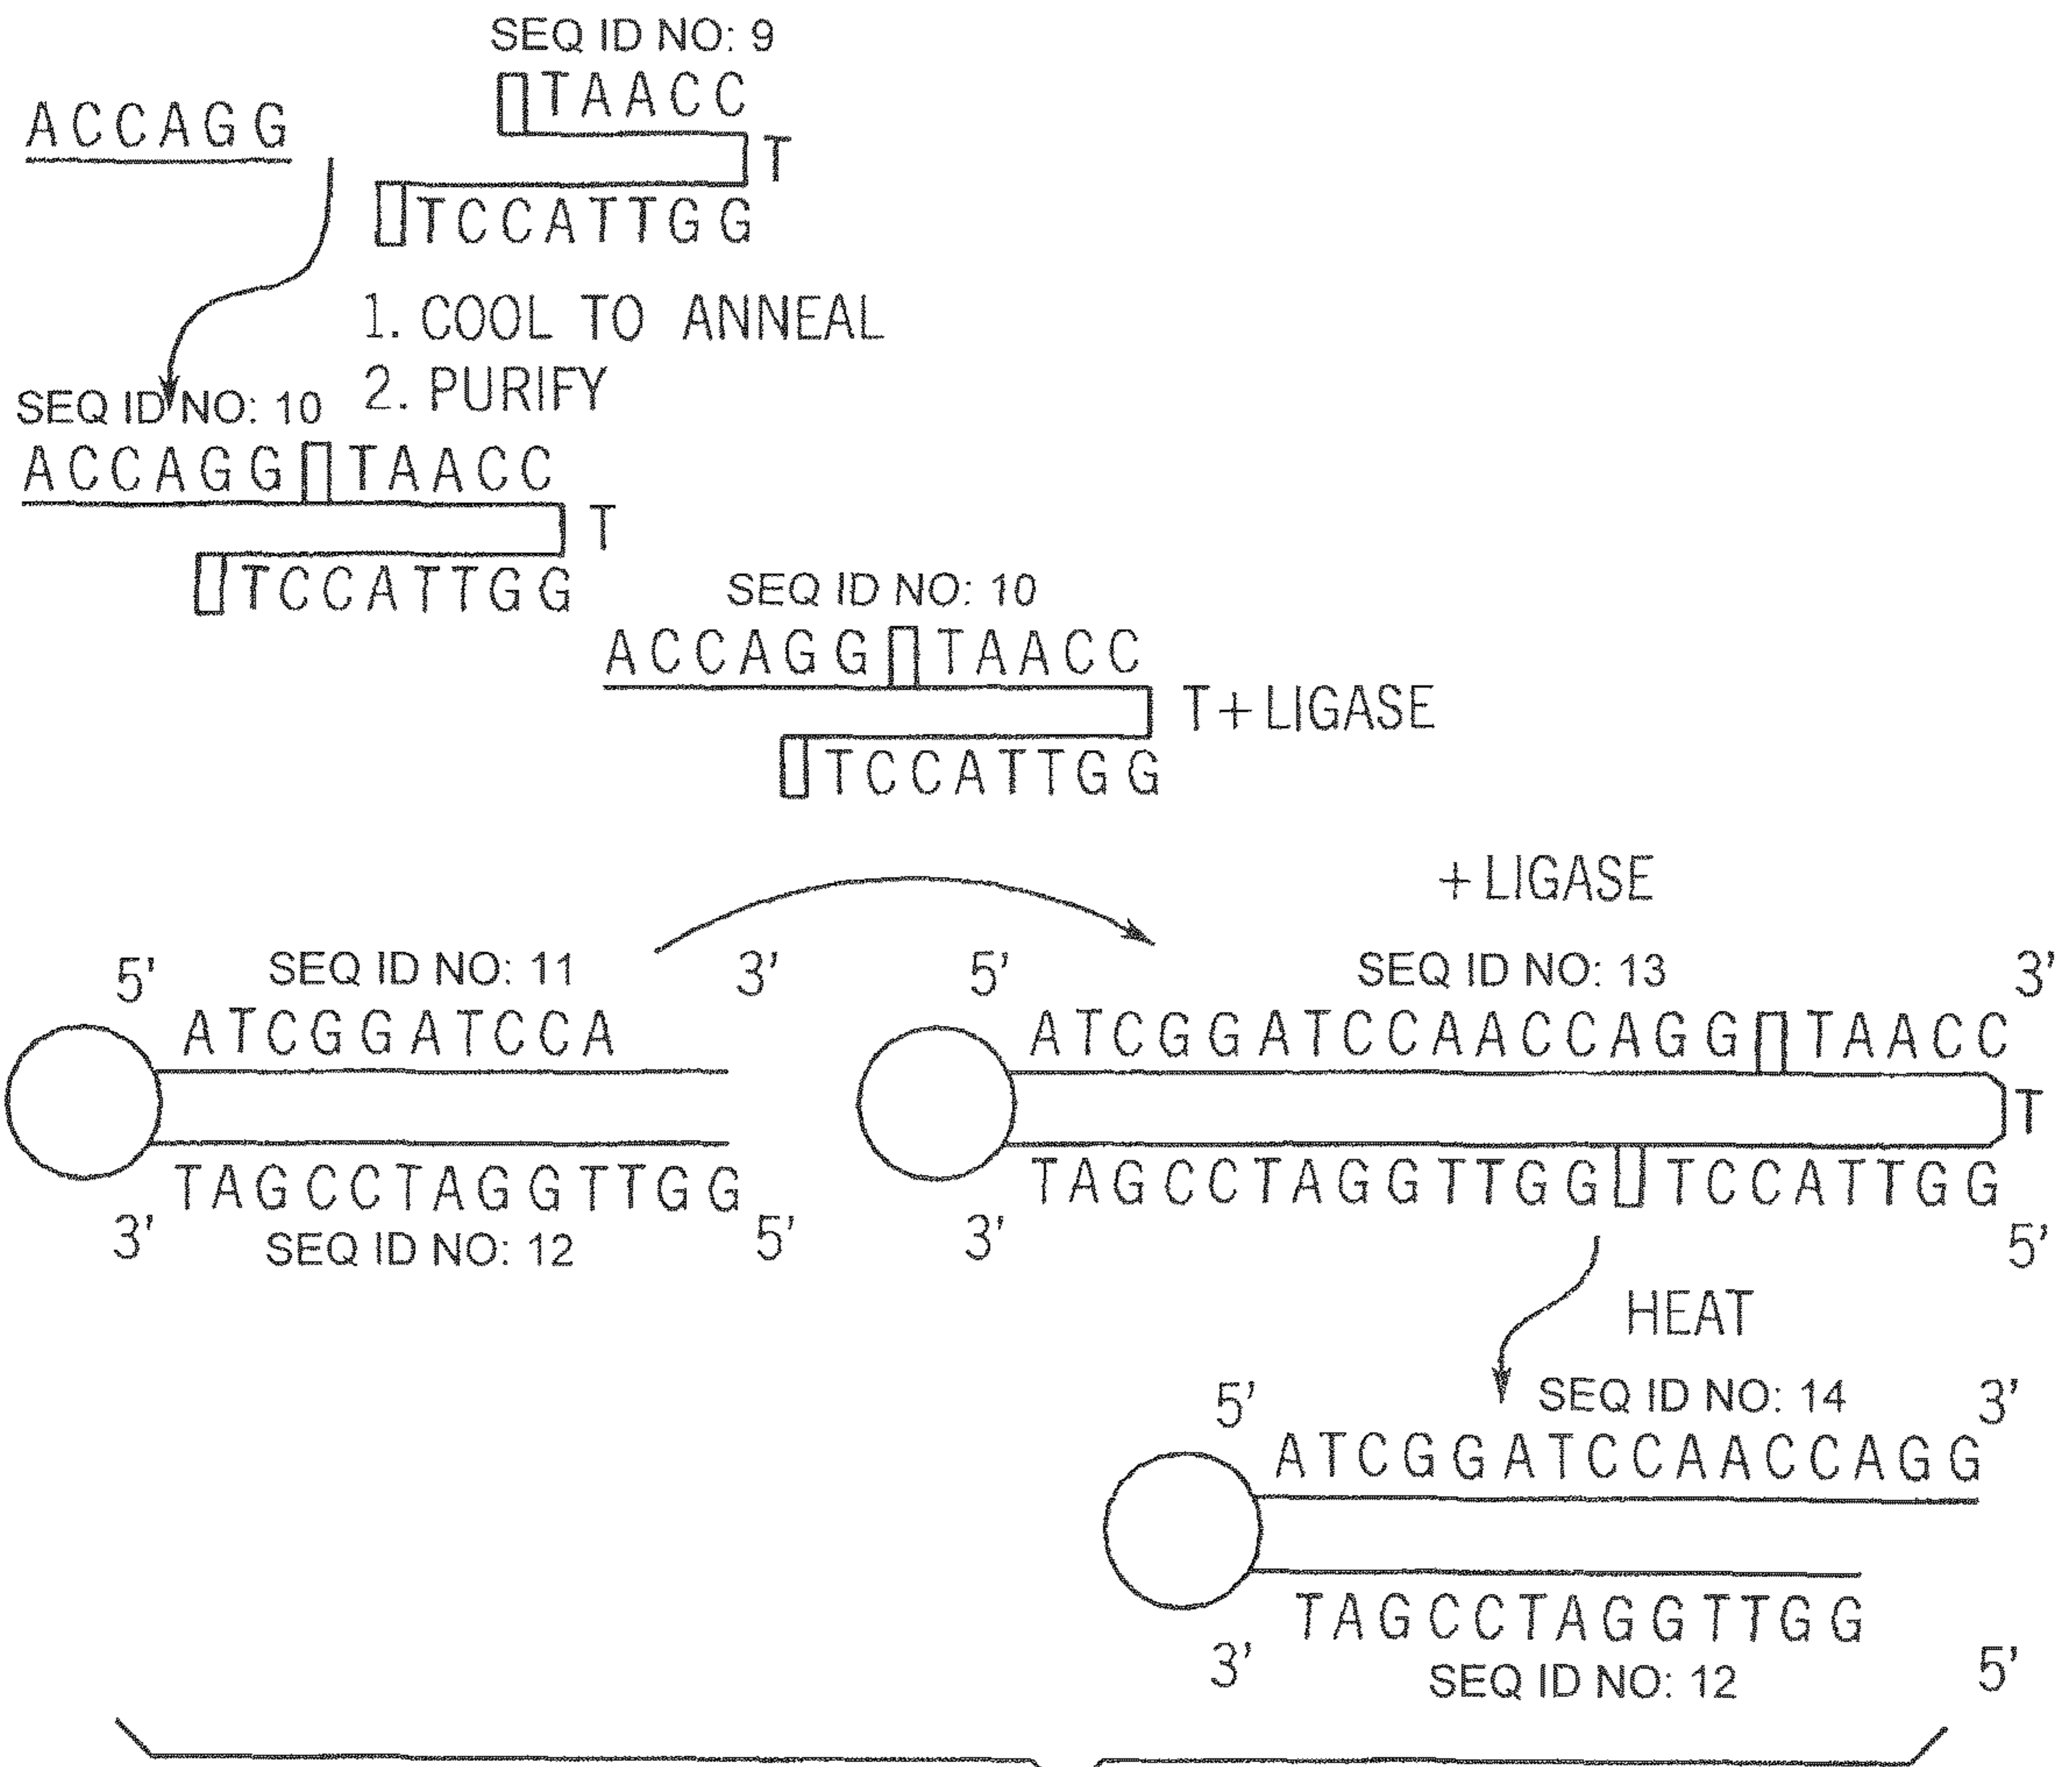 SEQ ID NO: 9
TAACC
ACCAGG
T
TCCATTGG
1. COOL TO ANNEAL
2. PURIFY
SEQ ID NO: 10
ACCAGG TAACC
T
TCCATTGG
SEQ ID NO: 10
ACCAGG TAACC
T+LIGASE
TCCATTGG
+LIGASE
5' SEQ ID NO: 11 3'
ATCGGATCCA
TAGCCTAGGTTGG
3' SEQ ID NO: 12 5'
5' SEQ ID NO: 13 3'
ATCGGATCCAACCAGG TAACC
T
TAGCCTAGGTTGG TCCATTGG
3' 5'
HEAT
5' SEQ ID NO: 14 3'
ATCGGATCCAACCAGG
TAGCCTAGGTTGG
3' SEQ ID NO: 12 5'